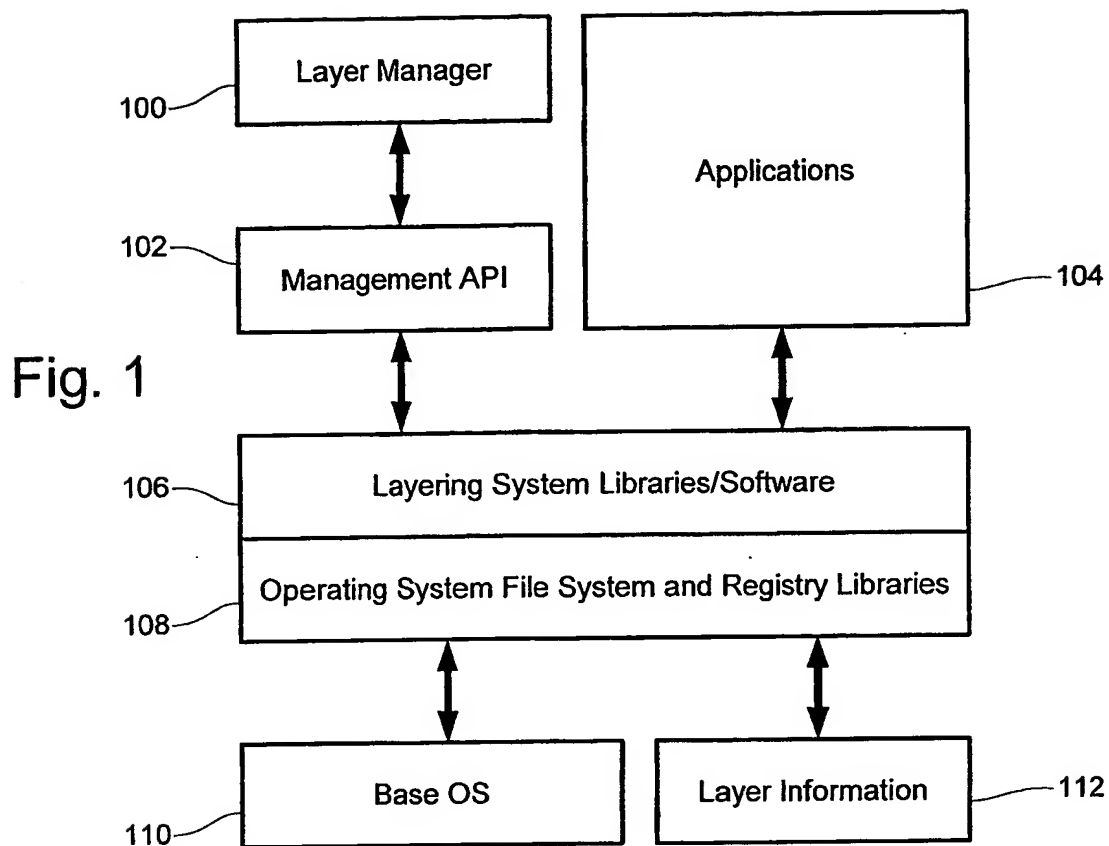 Layer Manager
100
Applications
102
Management API
104
Fig. 1
106
Layering System Libraries/Software
Operating System File System and Registry Libraries
108
Base OS
Layer Information
112
110